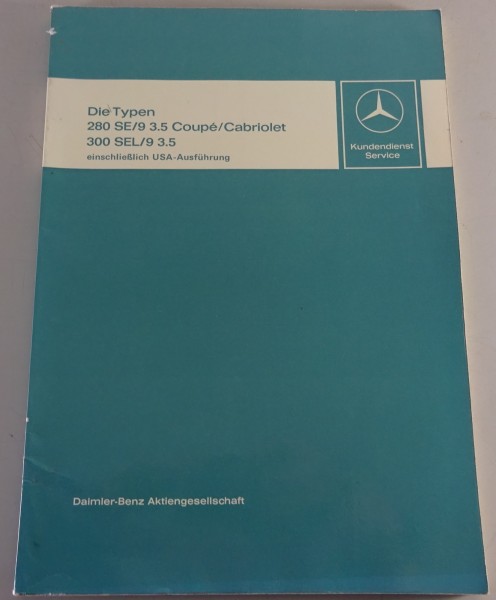 Die Typen
280 SE/9 3.5 Coupé/Cabriolet
300 SEL/9 3.5
einschließlich USA-Ausführung
Kundendienst
Service
Daimler-Benz Aktiengesellschaft